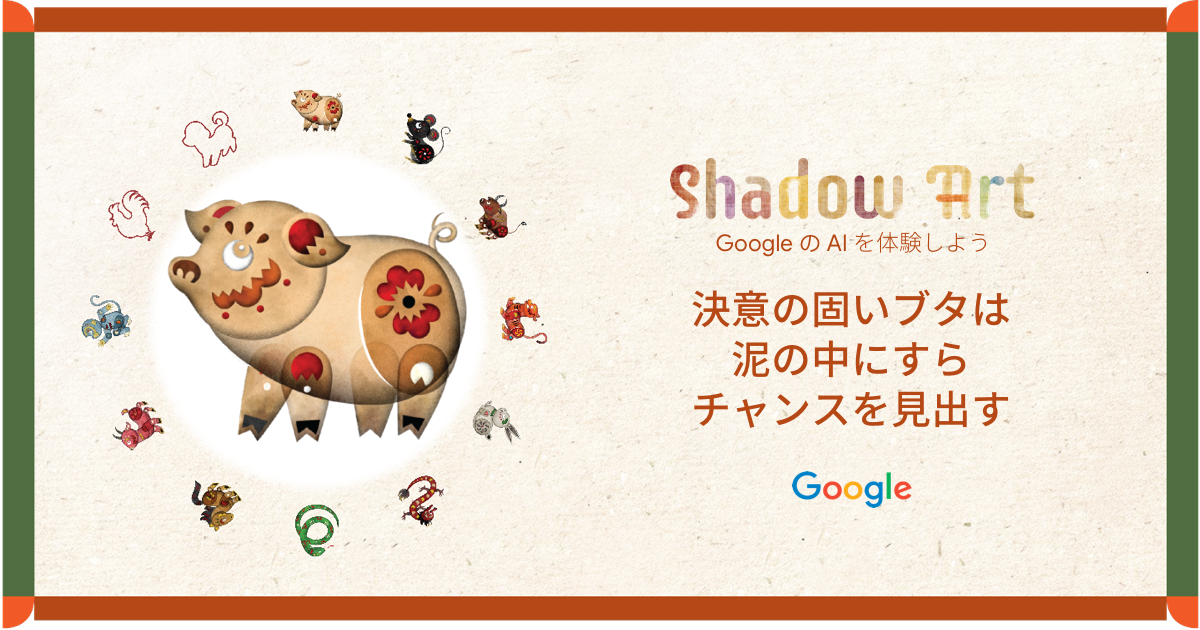 Shadow Art
Google の AI を体験しよう
決意の固いブタは
泥の中にすら
チャンスを見出す
Google